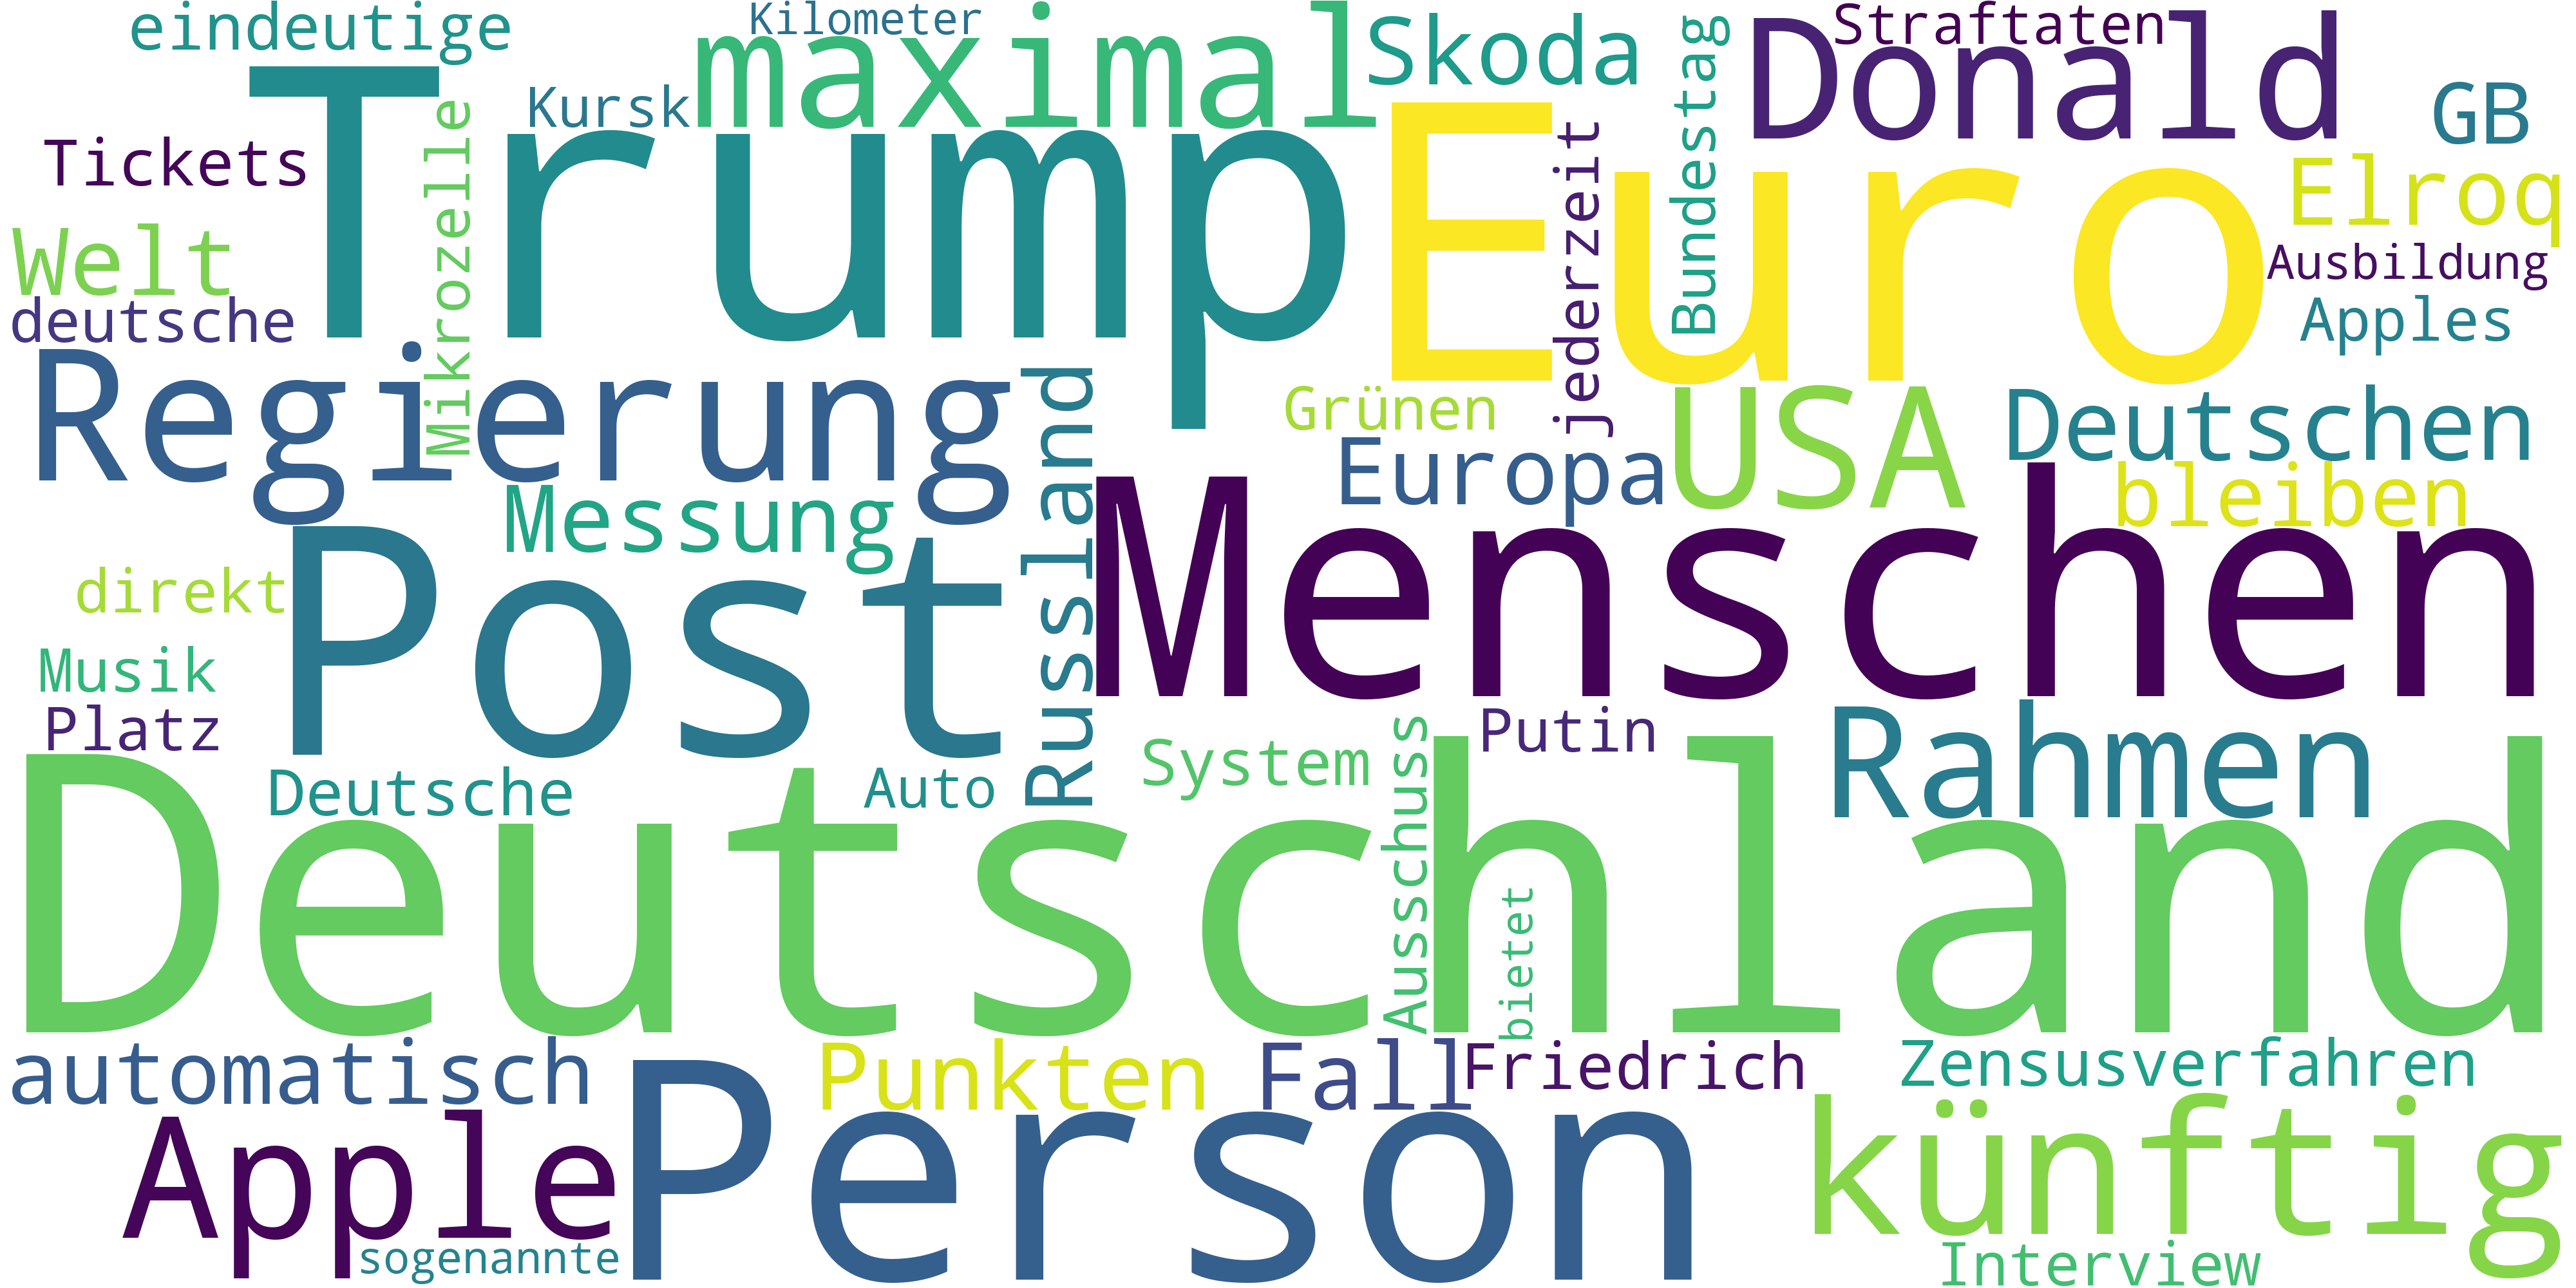 eindeutige
Kilometer
maximal
Skoda
Bundestag
Donald
Straftaten
GB
Tickets
Trump
Mikrozelle
Kursk
Euro
jederzeit
Elroq
Welt
Ausbildung
deutsche
Apples
Regierung
Russland
Grünen
USA
Deutschen
Europa
Messung
bleiben
Post
Menschen
direkt
Musik
Platz
Putin
Rahmen
Deutsche
Auto
System
Ausschuss
Deutschland
bietet
automatisch
Punkten
Fall
Friedrich
Zensusverfahren
Apple
Person
künftig
sogenannte
Interview